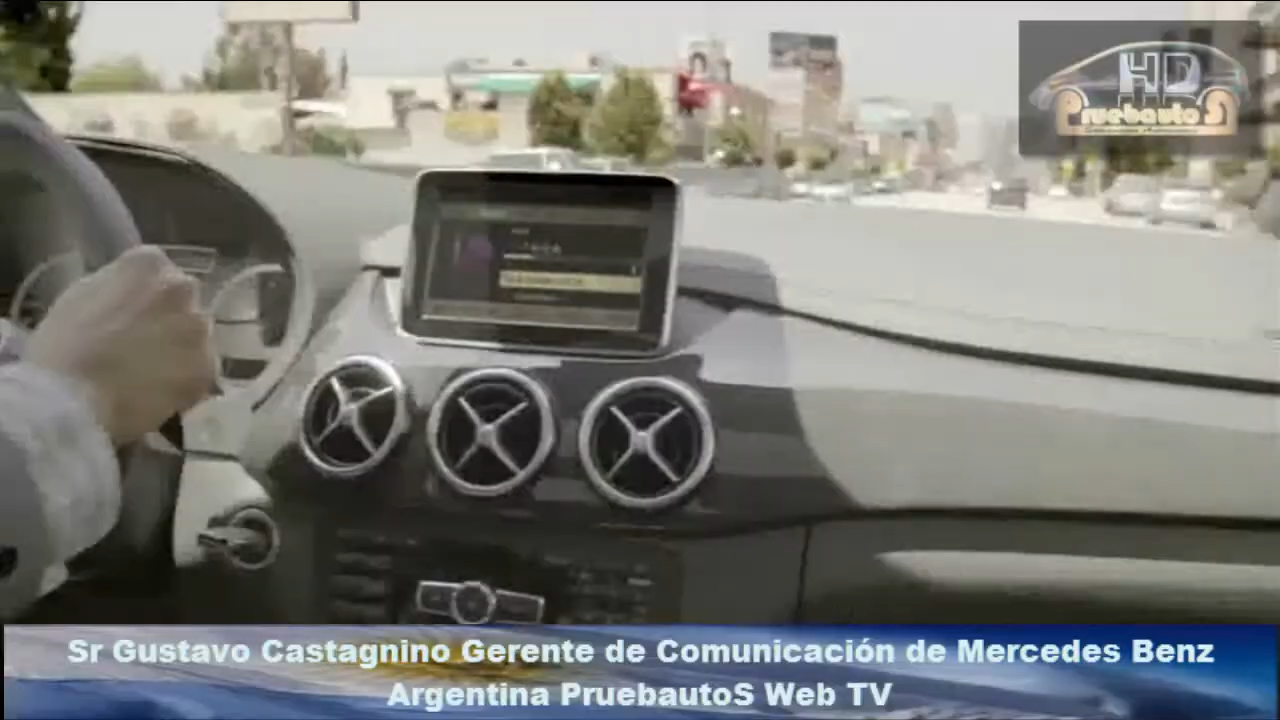 HD
PruebautoS
Sr Gustavo Castagnino Gerente de Comunicación de Mercedes Benz
Argentina PruebautoS Web TV